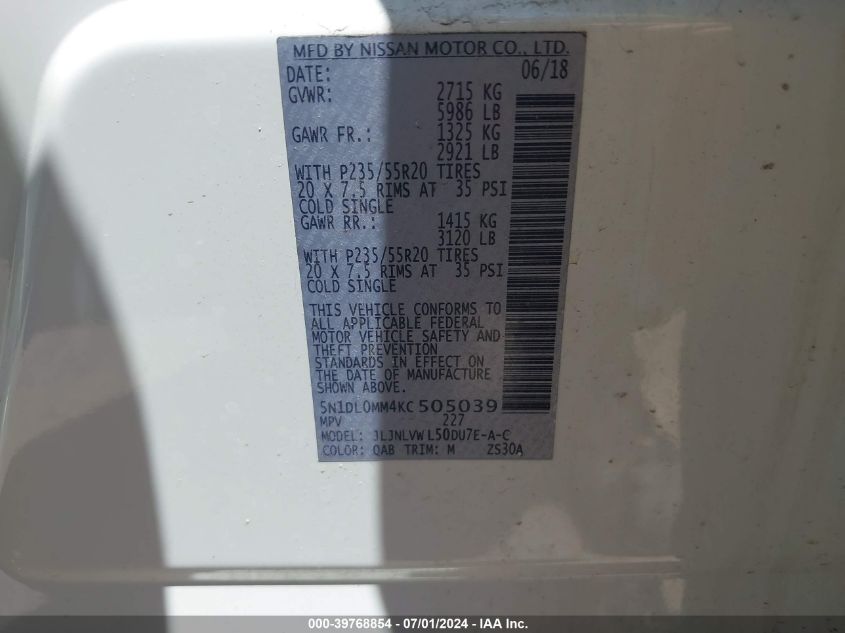 MFD BY NISSAN MOTOR CO., LTD.
DATE: 06/18
GVWR: 2715 KG
5986 LB
GAWR FR.: 1325 KG
2921 LB
WITH P235/55R20 TIRES
20 X 7.5 RIMS AT 35 PSI
COLD SINGLE
GAWR RR.: 1415 KG
3120 LB
WITH P235/55R20 TIRES
20 X 7.5 RIMS AT 35 PSI
COLD SINGLE
THIS VEHICLE CONFORMS TO
ALL APPLICABLE FEDERAL
MOTOR VEHICLE SAFETY AND
THEFT PREVENTION
STANDARDS IN EFFECT ON
THE DATE OF MANUFACTURE
SHOWN ABOVE.
5N1DL0MM4KC505039
MPV 227
MODEL: JLJNLVWL50DU7E-A-C
COLOR: QAB TRIM: M ZS30A
000-39768854 / 07/01/2024 / IAA Inc.